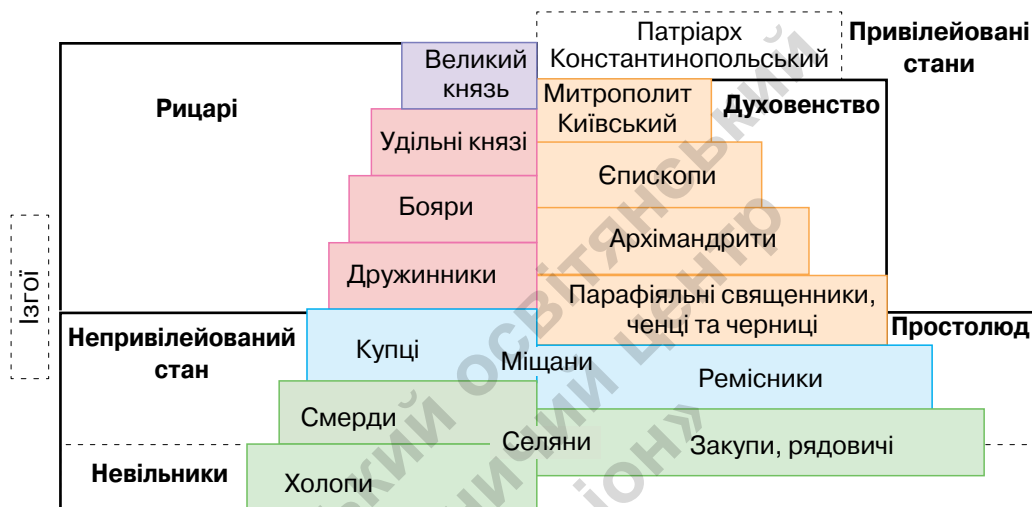 Патріарх
Константинопольський
Привілейовані
стани
Рицарі
Великий
князь
Митрополит
Київський
Духовенство
Удільні князі
Єпископи
Бояри
Архімандрити
Ізгої
Дружинники
Парафіяльні священники,
ченці та черниці
Простолюд
Непривілейований
стан
Купці
Міщани
Ремісники
Смерди
Селяни
Закупи, рядовичі
Невільники
Холопи